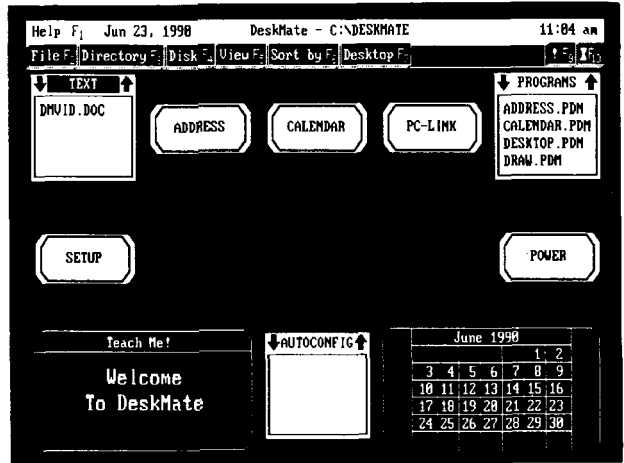 Help F1 Jun 23, 1990 DeskMate - C:\DESKMATE 11:04 am
File F2 Directory F3 Disk F4 View F5 Sort by F6 Desktop F7 ! F9 F10
TEXT
DMVID.DOC
ADDRESS
CALENDAR
PC-LINK
PROGRAMS
ADDRESS.PDM
CALENDAR.PDM
DESKTOP.PDM
DRAW.PDM
SETUP
POWER
Teach Me!
Welcome
To DeskMate
AUTOCONFIG
June 1990
1 2
3 4 5 6 7 8 9
10 11 12 13 14 15 16
17 18 19 20 21 22 23
24 25 26 27 28 29 30